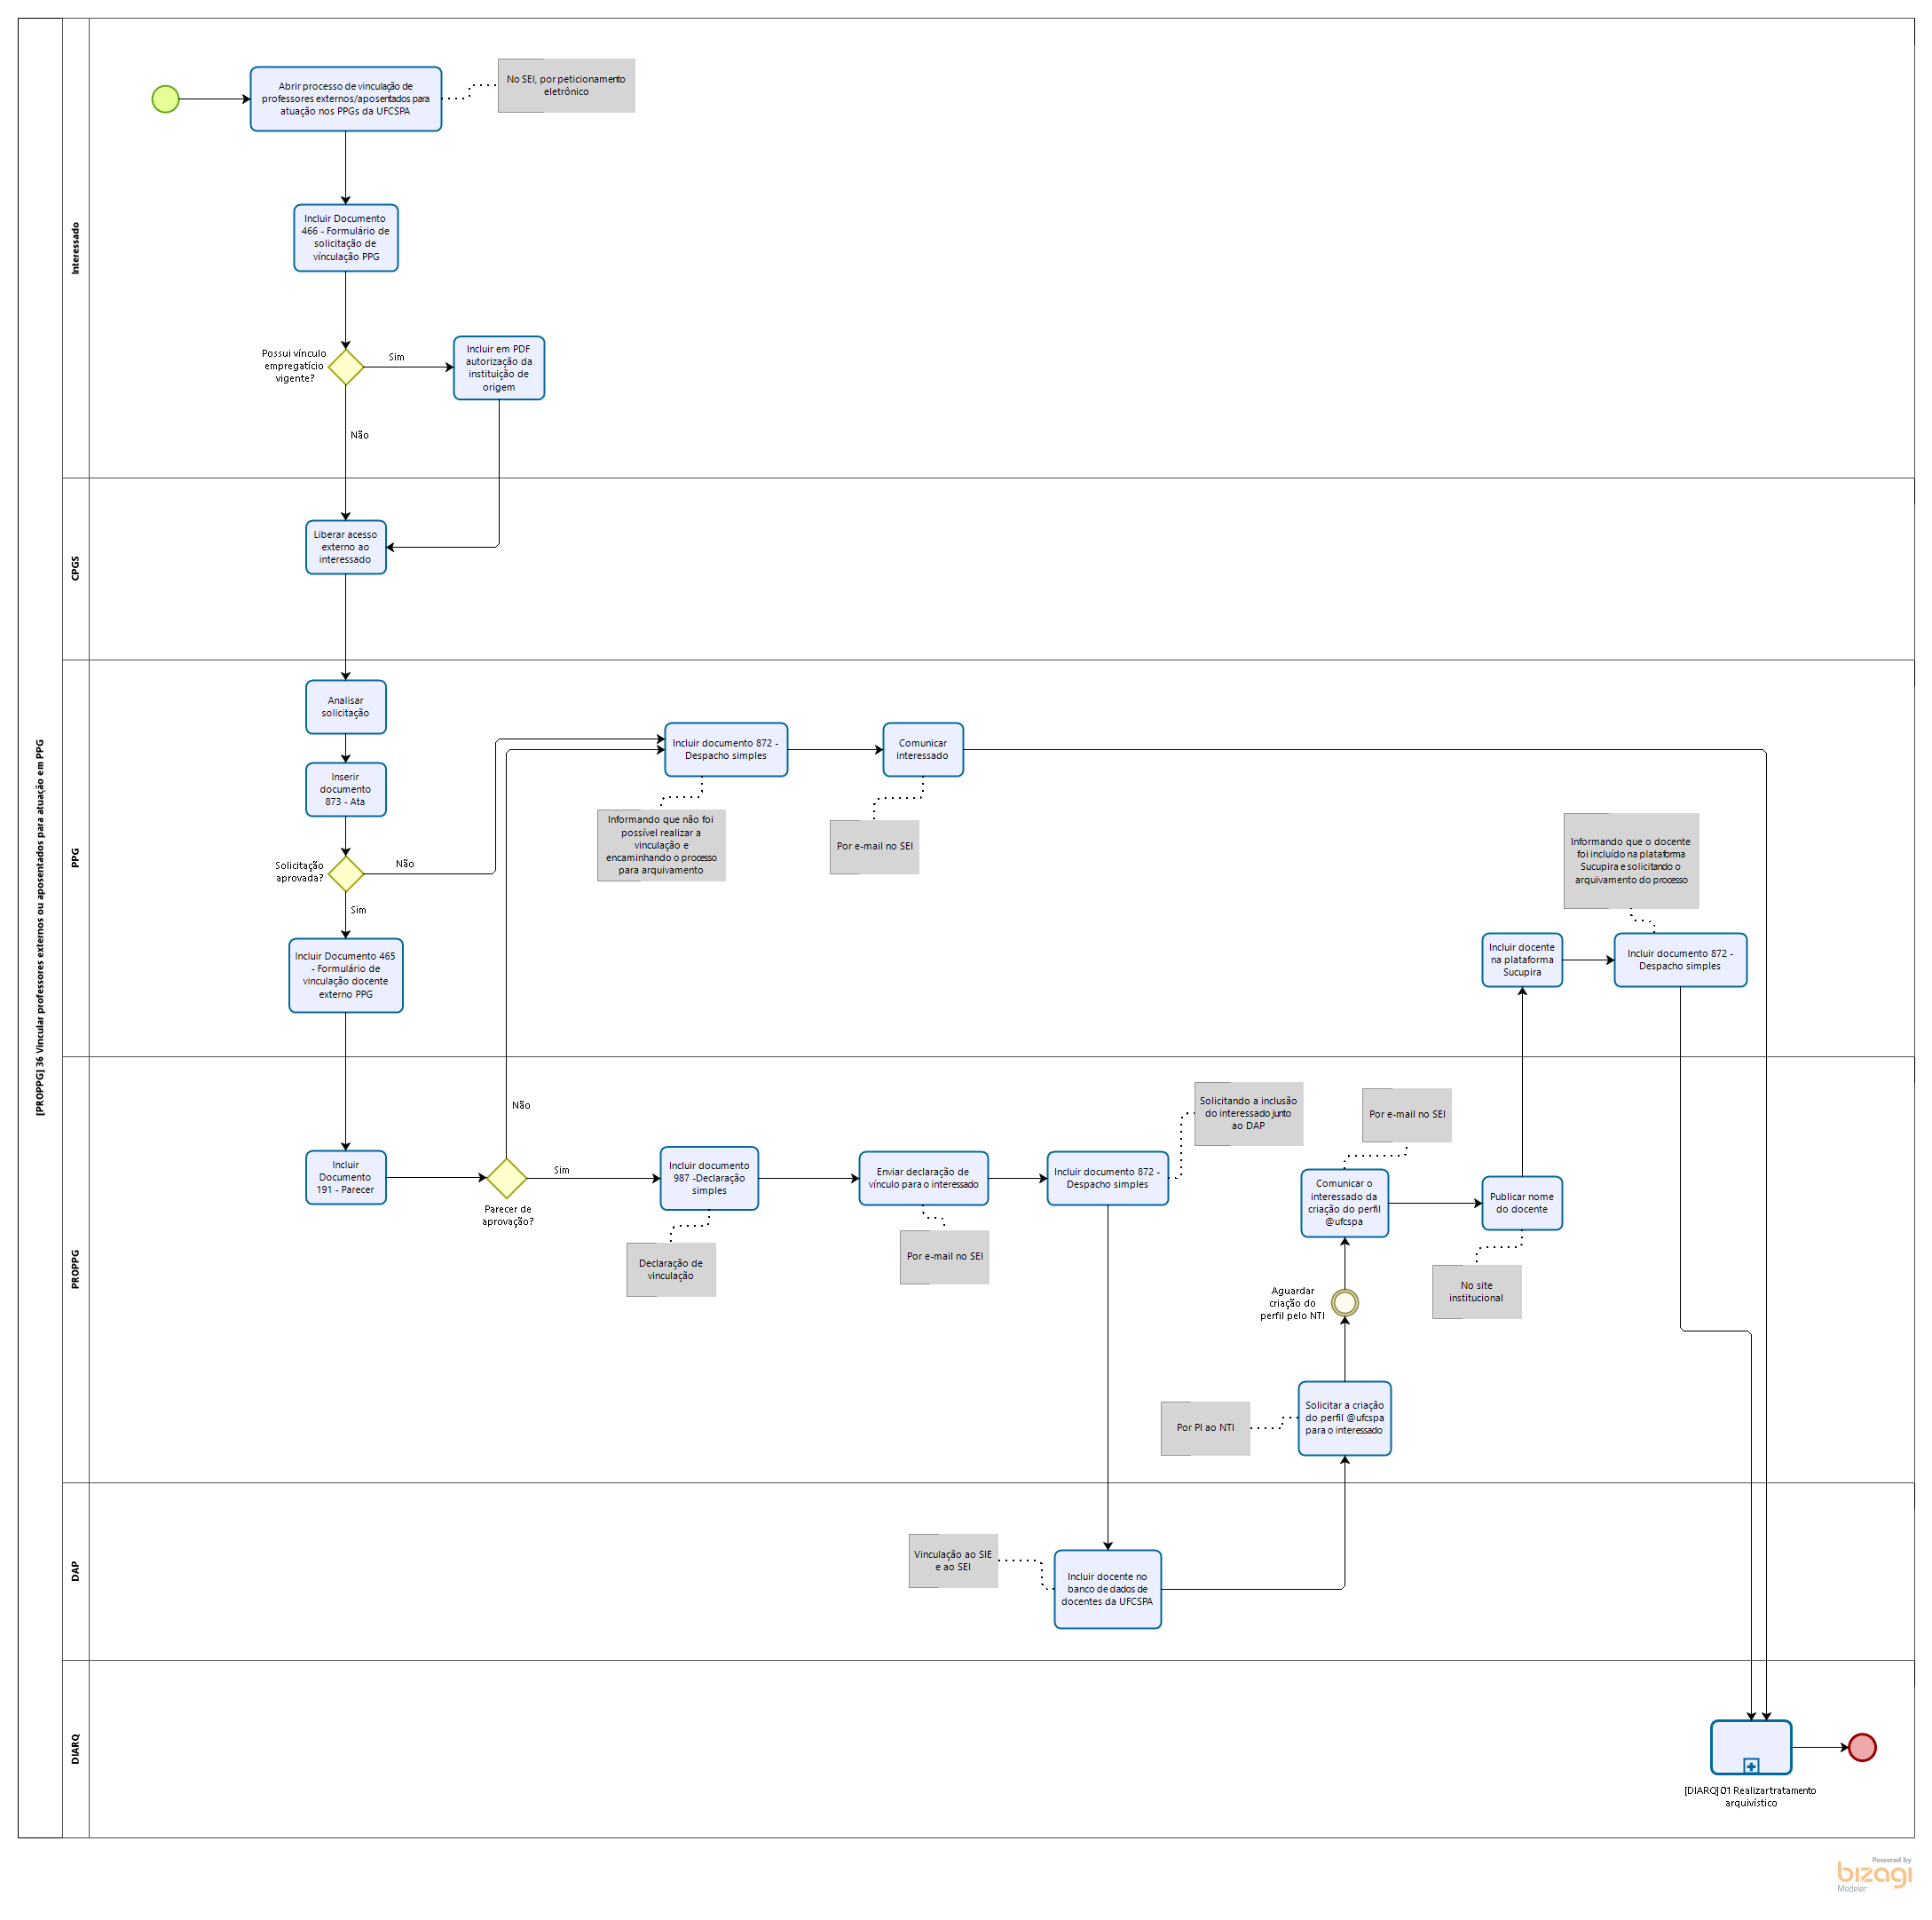 [PROPPG] 36 Vincular professores externos ou aposentados para atuação em PPG
Interessado
Abrir processo de vinculação de
professores externos/aposentados para
atuação nos PPGs da UFCSPA
No SEI, por peticionamento
eletrônico
Incluir Documento
466 - Formulário de
solicitação de
vínculação PPG
Possui vínculo
empregatício
vigente?
Sim
Incluir em PDF
autorização da
instituição de
origem
Não
CPGS
Liberar acesso
externo ao
interessado
PPG
Analisar
solicitação
Inserir
documento
873 - Ata
Solicitação
aprovada?
Não
Sim
Incluir Documento 465
- Formulário de
vinculação docente
externo PPG
Incluir documento 872 -
Despacho simples
Informando que não foi
possível realizar a
vinculação e
encaminhando o processo
para arquivamento
Comunicar
interessado
Por e-mail no SEI
Informando que o docente
foi incluído na plataforma
Sucupira e solicitando o
arquivamento do processo
Incluir docente
na plataforma
Sucupira
Incluir documento 872 -
Despacho simples
PROPPG
Incluir
Documento
191 - Parecer
Não
Parecer de
aprovação?
Sim
Incluir documento
987 -Declaração
simples
Declaração de
vinculação
Enviar declaração de
vínculo para o interessado
Por e-mail no SEI
Incluir documento 872 -
Despacho simples
Solicitando a inclusão
do interessado junto
ao DAP
Por e-mail no SEI
Comunicar o
interessado da
criação do perfil
@ufcspa
Publicar nome
do docente
No site
institucional
Aguardar
criação do
perfil pelo NTI
Solicitar a criação
do perfil @ufcspa
para o interessado
Por PI ao NTI
DAP
Vinculação ao SIE
e ao SEI
Incluir docente no
banco de dados de
docentes da UFCSPA
DIARQ
[DIARQ] 01 Realizar tratamento
arquivístico
Powered by
bizagi
Modeler